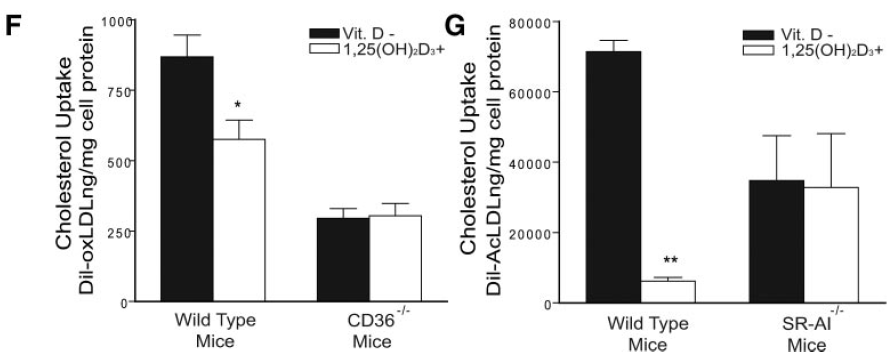 F
Cholesterol Uptake
Dil-oxLDLng/mg cell protein
1000
750
500
250
0
Vit. D -
1,25(OH)₂D₃+
*
Wild Type
Mice
CD36⁻/⁻
Mice
G
Cholesterol Uptake
Dil-AcLDLng/mg cell protein
80000
60000
40000
20000
0
Vit. D -
1,25(OH)₂D₃+
**
Wild Type
Mice
SR-AI⁻/⁻
Mice